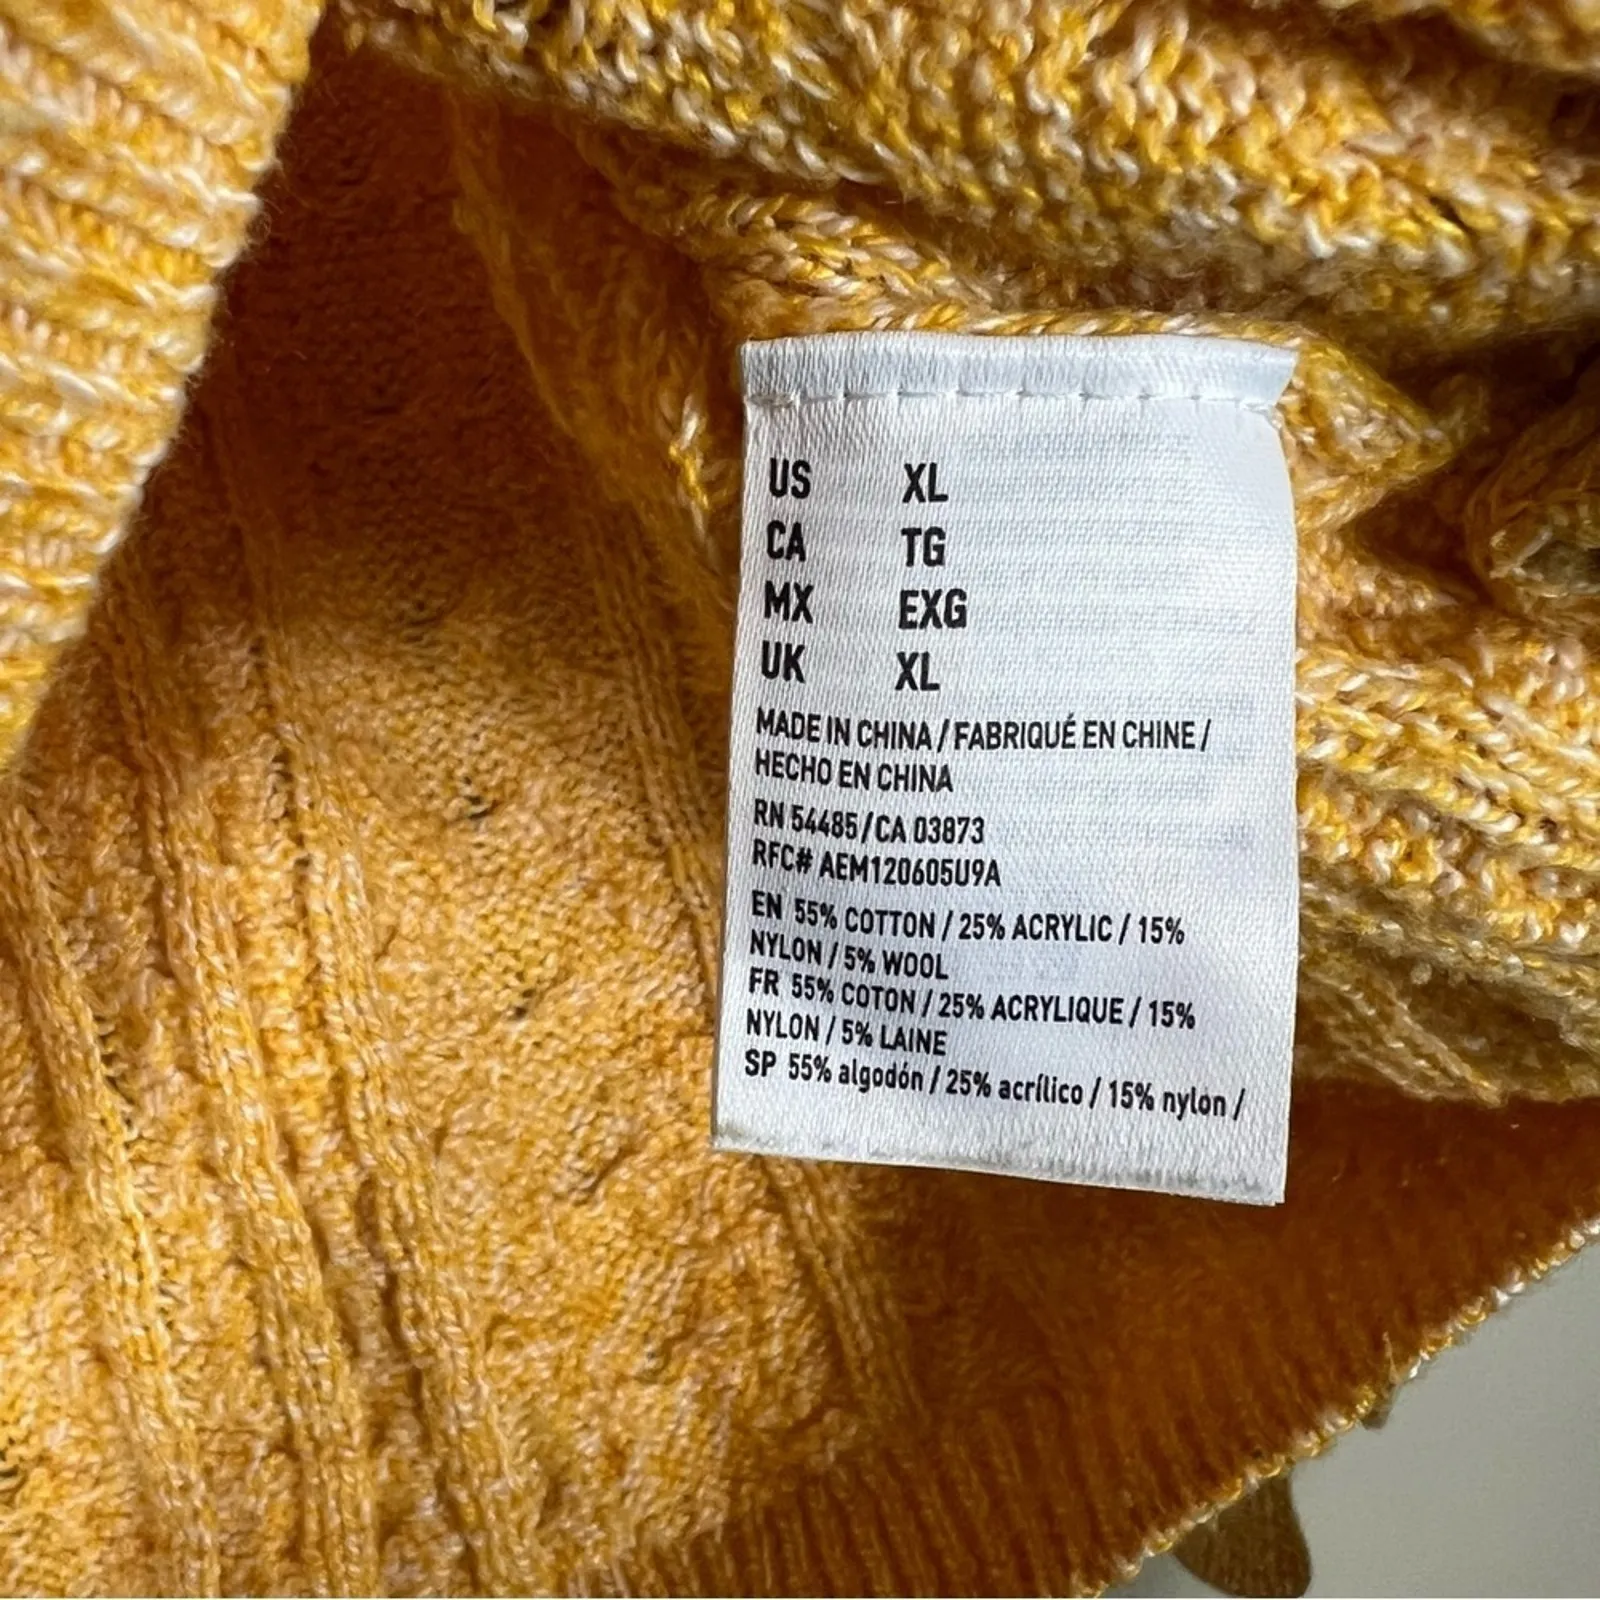 US XL
CA TG
MX EXG
UK XL
MADE IN CHINA / FABRIQUÉ EN CHINE /
HECHO EN CHINA
RN 54485/CA 03873
RFC# AEM120605U9A
EN 55% COTTON / 25% ACRYLIC / 15%
NYLON / 5% WOOL
FR 55% COTON / 25% ACRYLIQUE / 15%
NYLON / 5% LAINE
SP 55% algodón / 25% acrílico / 15% nylon /